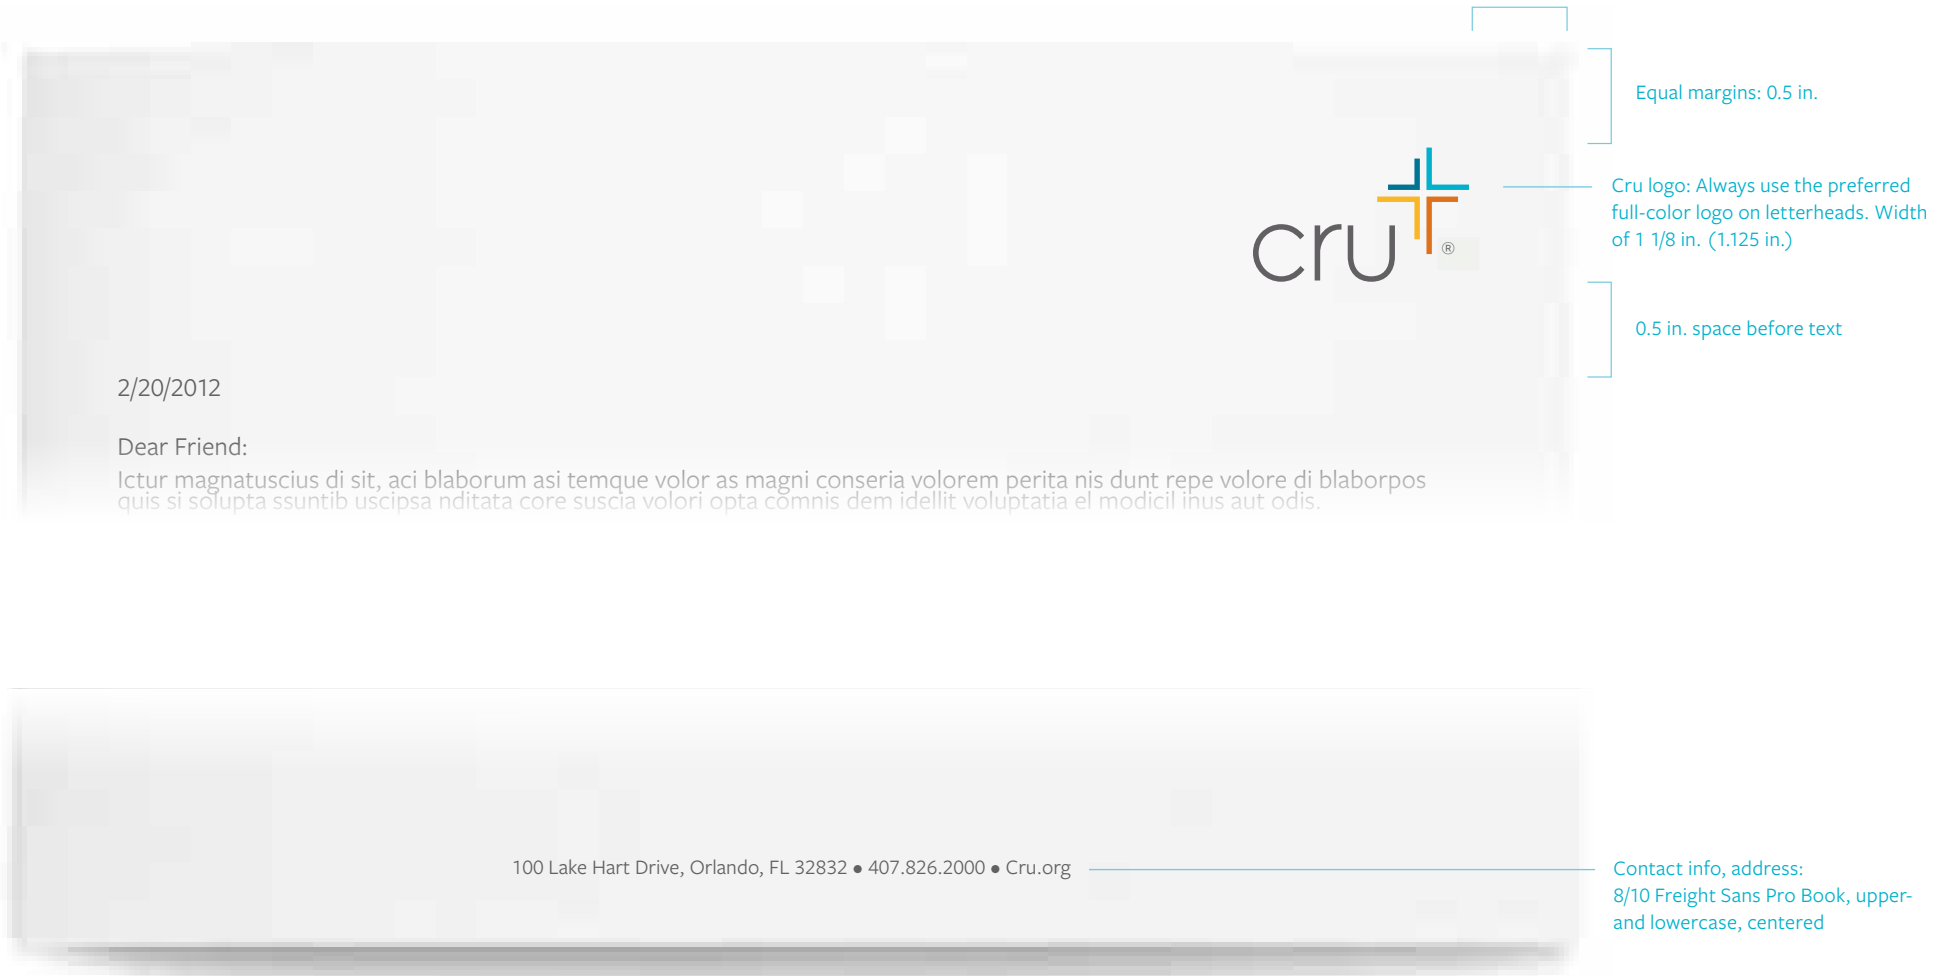 Equal margins: 0.5 in.
cru®
Cru logo: Always use the preferred
full-color logo on letterheads. Width
of 1 1/8 in. (1.125 in.)
0.5 in. space before text
2/20/2012
Dear Friend:
Ictur magnatuscius di sit, aci blaborum asi temque volor as magni conseria volorem perita nis dunt repe volore di blaborpos
quis si solupta ssuntib uscipsa nditata core suscia volori opta comnis dem idellit voluptatia el modicil inus aut odis.
100 Lake Hart Drive, Orlando, FL 32832 • 407.826.2000 • Cru.org
Contact info, address:
8/10 Freight Sans Pro Book, upper-
and lowercase, centered